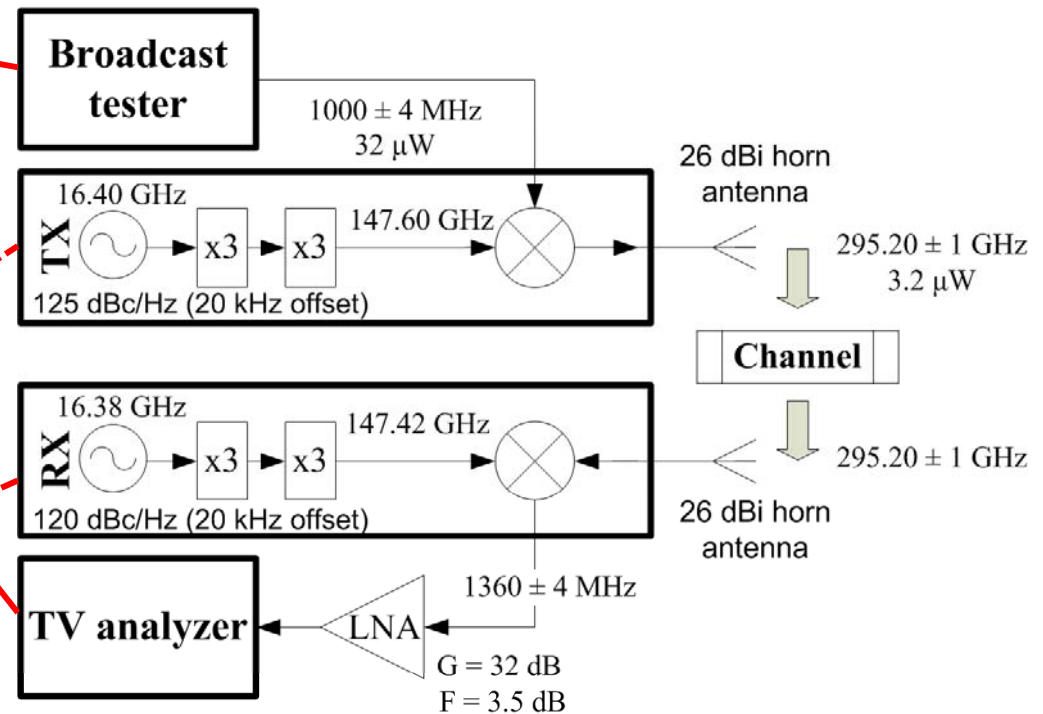 Broadcast
tester
1000 ± 4 MHz
32 μW
26 dBi horn
antenna
TX
16.40 GHz
x3
x3
147.60 GHz
125 dBc/Hz (20 kHz offset)
295.20 ± 1 GHz
3.2 μW
Channel
RX
16.38 GHz
x3
x3
147.42 GHz
120 dBc/Hz (20 kHz offset)
295.20 ± 1 GHz
26 dBi horn
antenna
1360 ± 4 MHz
TV analyzer
LNA
G = 32 dB
F = 3.5 dB